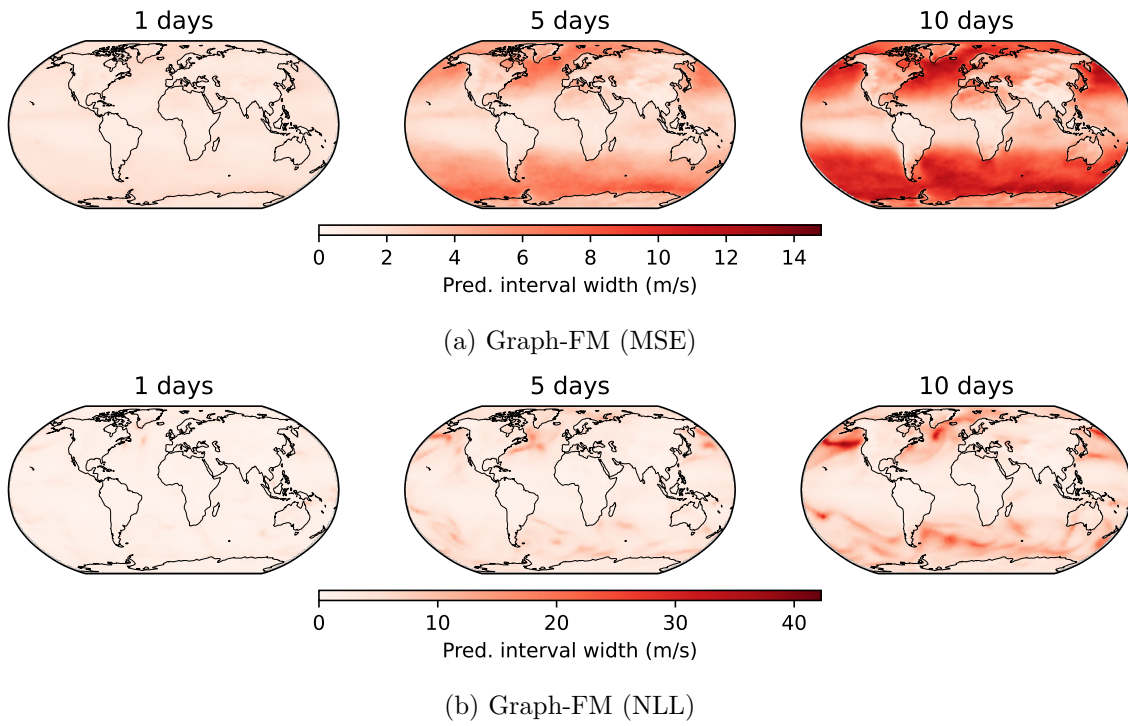 1 days 5 days 10 days
0 2 4 6 8 10 12 14
Pred. interval width (m/s)
(a) Graph-FM (MSE)
1 days 5 days 10 days
0 10 20 30 40
Pred. interval width (m/s)
(b) Graph-FM (NLL)